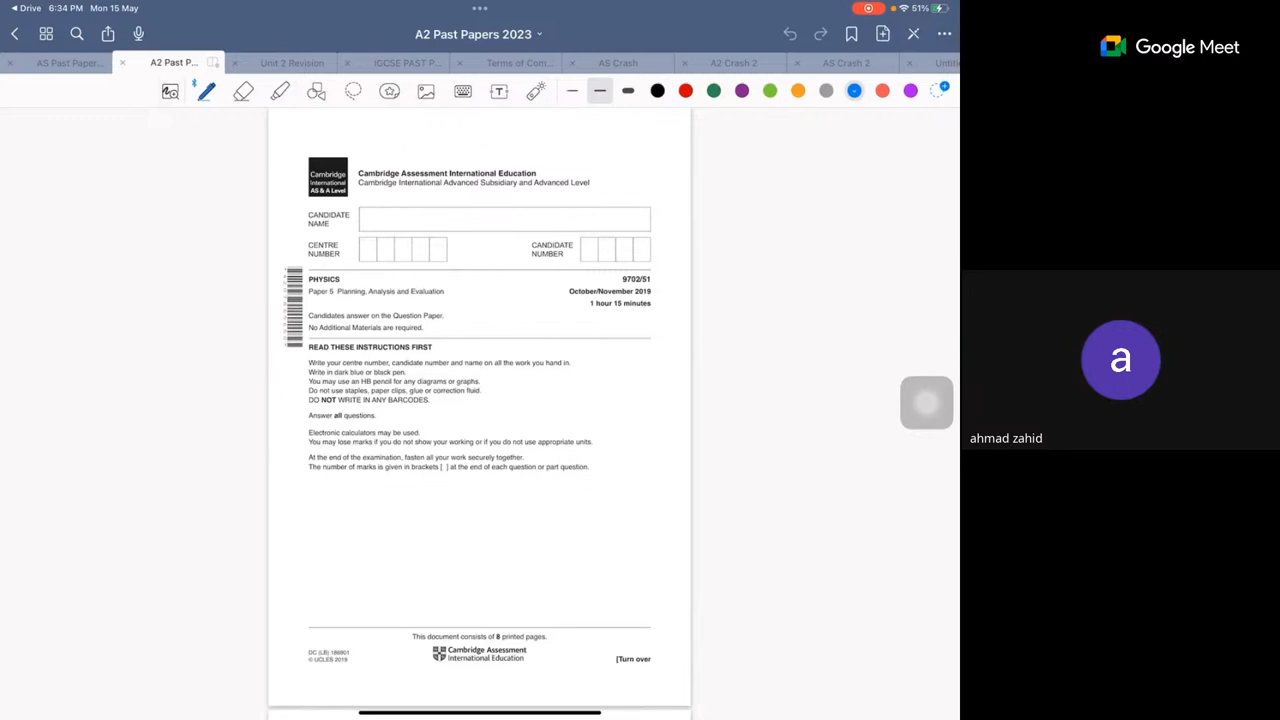 Drive 6:34 PM Mon 15 May
51%
A2 Past Papers 2023
AS Past Paper...
A2 Past P...
Unit 2 Revision
IGCSE PAST P...
Terms of Com...
AS Crash
A2 Crash 2
AS Crash 2
Untitl
Google Meet
a
ahmad zahid
Cambridge
International
AS & A Level
Cambridge Assessment International Education
Cambridge International Advanced Subsidiary and Advanced Level
CANDIDATE
NAME
CENTRE
NUMBER
CANDIDATE
NUMBER
PHYSICS 9702/51
Paper 5 Planning, Analysis and Evaluation October/November 2019
1 hour 15 minutes
Candidates answer on the Question Paper.
No Additional Materials are required.
READ THESE INSTRUCTIONS FIRST
Write your centre number, candidate number and name on all the work you hand in.
Write in dark blue or black pen.
You may use an HB pencil for any diagrams or graphs.
Do not use staples, paper clips, glue or correction fluid.
DO NOT WRITE IN ANY BARCODES.
Answer all questions.
Electronic calculators may be used.
You may lose marks if you do not show your working or if you do not use appropriate units.
At the end of the examination, fasten all your work securely together.
The number of marks is given in brackets [ ] at the end of each question or part question.
This document consists of 8 printed pages.
DC (LB) 186901
© UCLES 2019
Cambridge Assessment
International Education
[Turn over